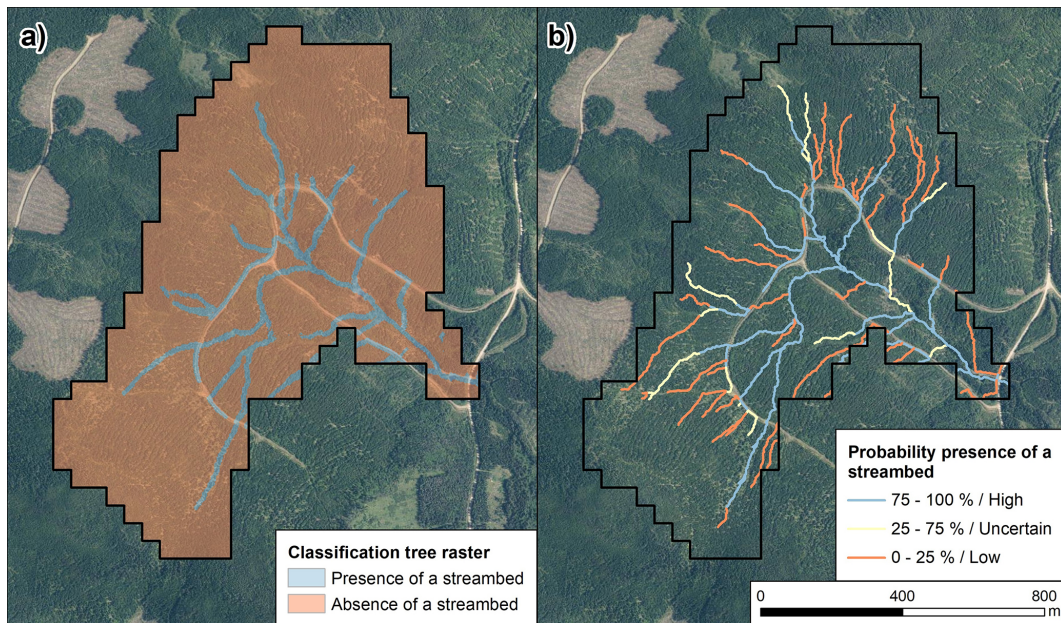 a)
b)
Classification tree raster
Presence of a streambed
Absence of a streambed
Probability presence of a
streambed
75 - 100 % / High
25 - 75 % / Uncertain
0 - 25 % / Low
0 400 800
m